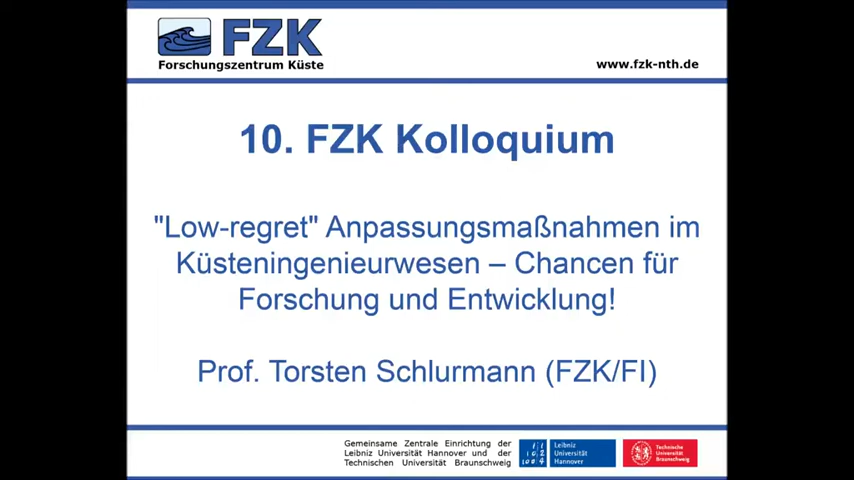 FZK
Forschungszentrum Küste
www.fzk-nth.de
10. FZK Kolloquium
"Low-regret" Anpassungsmaßnahmen im
Küsteningenieurwesen – Chancen für
Forschung und Entwicklung!
Prof. Torsten Schlurmann (FZK/FI)
Gemeinsame Zentrale Einrichtung der
Leibniz Universität Hannover und der
Technischen Universität Braunschweig
Leibniz
Universität
Hannover
Technische
Universität
Braunschweig